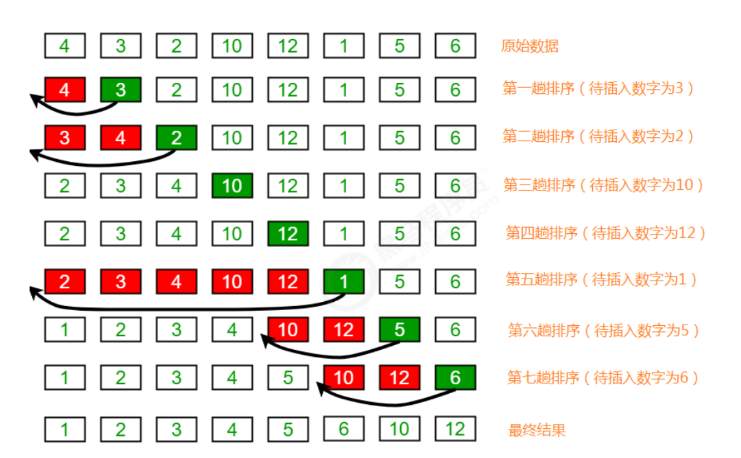 4 3 2 10 12 1 5 6 原始数据
4 3 2 10 12 1 5 6 第一趟排序(待插入数字为3)
3 4 2 10 12 1 5 6 第二趟排序(待插入数字为2)
2 3 4 10 12 1 5 6 第三趟排序(待插入数字为10)
2 3 4 10 12 1 5 6 第四趟排序(待插入数字为12)
2 3 4 10 12 1 5 6 第五趟排序(待插入数字为1)
1 2 3 4 10 12 5 6 第六趟排序(待插入数字为5)
1 2 3 4 5 10 12 6 第七趟排序(待插入数字为6)
1 2 3 4 5 6 10 12 最终结果